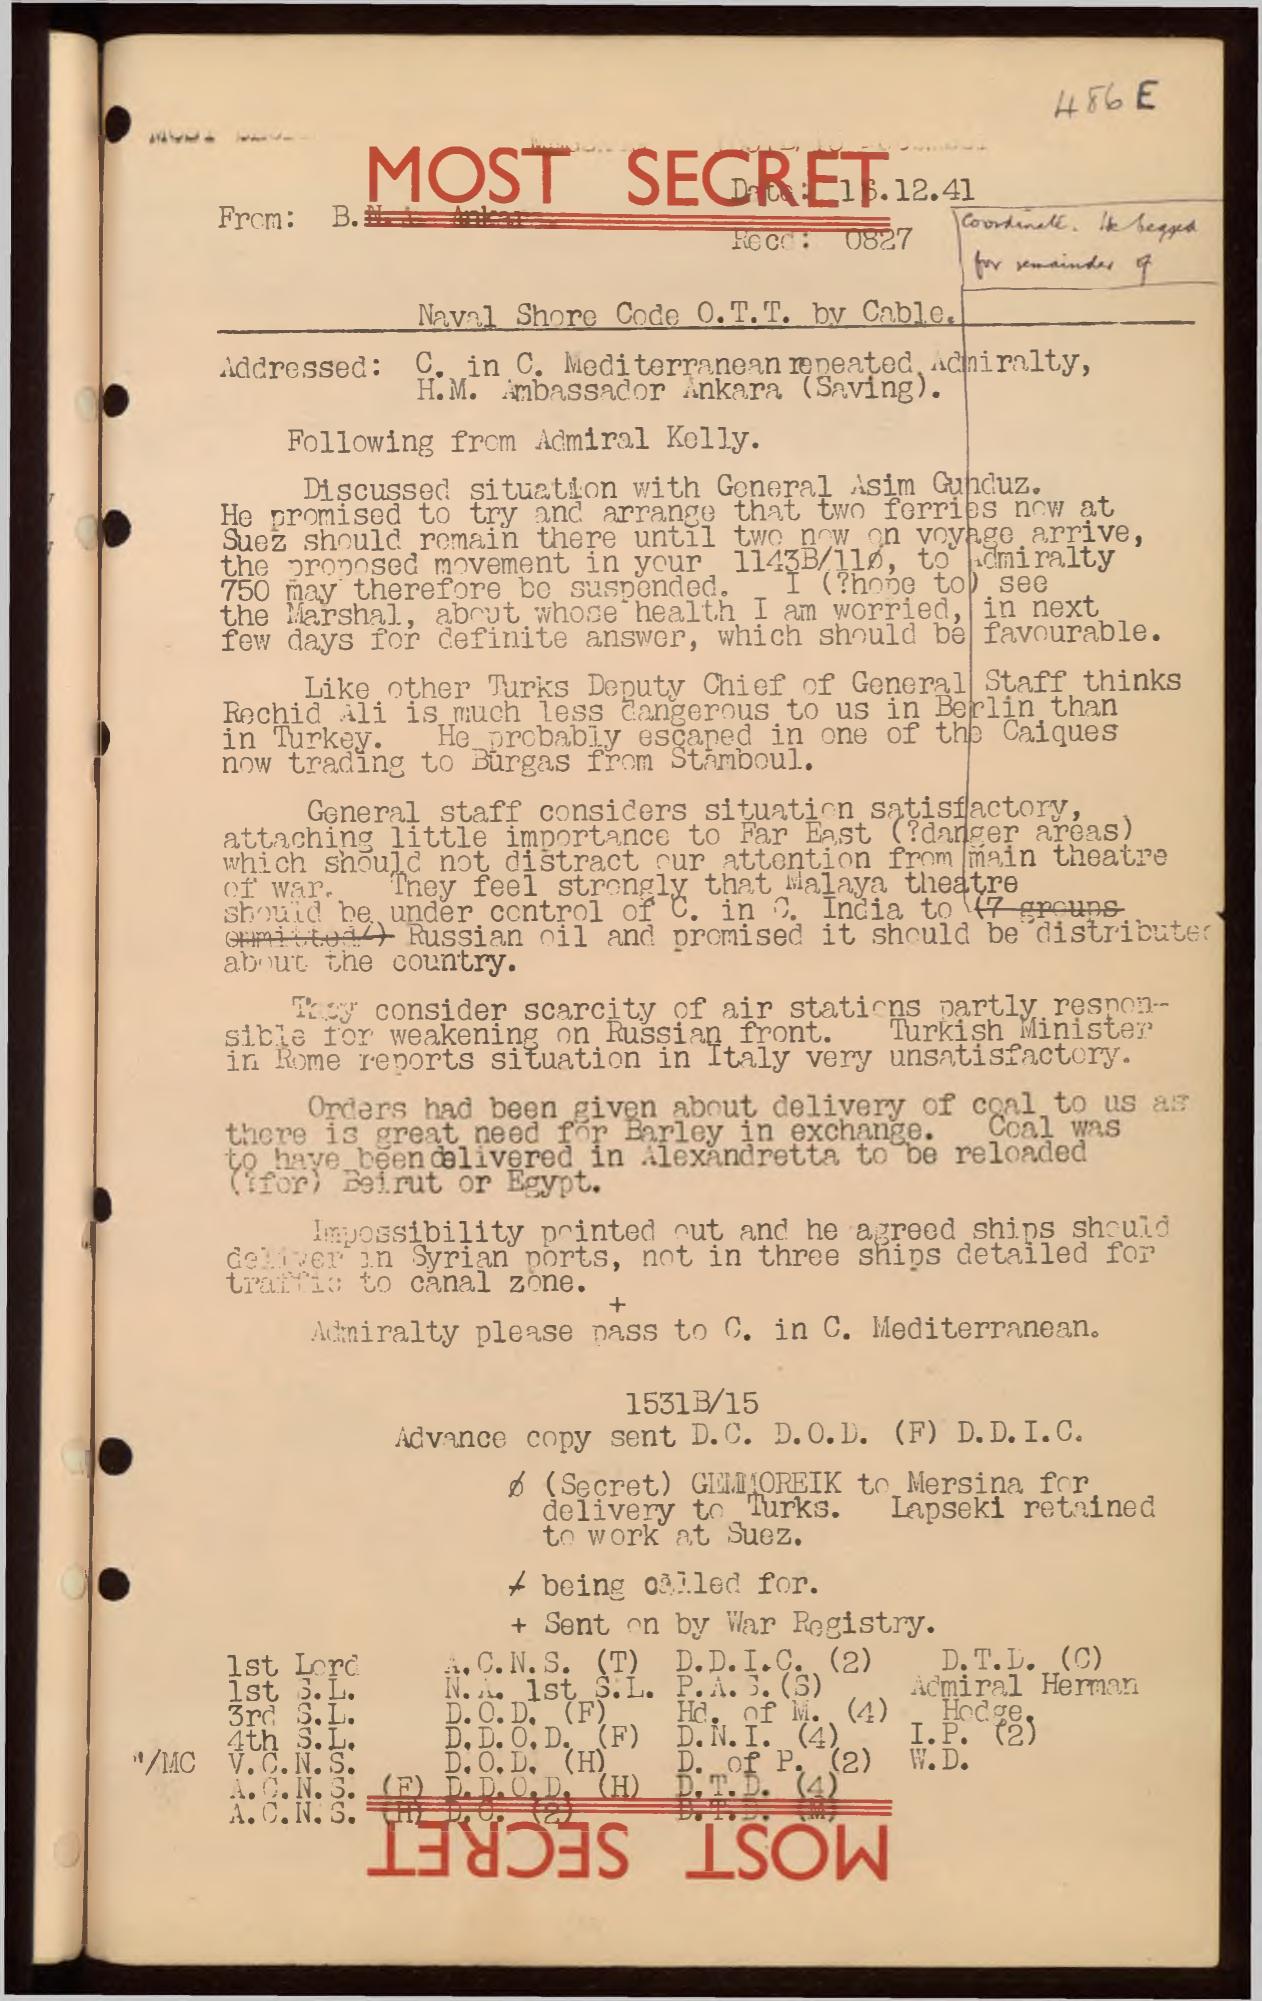 486 E
MOST SECRET
Date: 16.12.41
From: B.N.A. Ankara.
Recd: 0827
Coordinate. He begged
for remainder of
Naval Shore Code O.T.T. by Cable.
Addressed: C. in C. Mediterranean repeated Admiralty,
H.M. Ambassador Ankara (Saving).
Following from Admiral Kelly.
Discussed situation with General Asim Gunduz.
He promised to try and arrange that two ferries now at
Suez should remain there until two now on voyage arrive,
the proposed movement in your 1143B/11ø, to Admiralty
750 may therefore be suspended. I (?hope to) see
the Marshal, about whose health I am worried, in next
few days for definite answer, which should be favourable.
Like other Turks Deputy Chief of General Staff thinks
Rechid Ali is much less dangerous to us in Berlin than
in Turkey. He probably escaped in one of the Caiques
now trading to Burgas from Stamboul.
General staff considers situation satisfactory,
attaching little importance to Far East (?danger areas)
which should not distract our attention from main theatre
of war. They feel strongly that Malaya theatre
should be under control of C. in C. India to (7 groups
ommitted≠) Russian oil and promised it should be distributed
about the country.
They consider scarcity of air stations partly respon-
sible for weakening on Russian front. Turkish Minister
in Rome reports situation in Italy very unsatisfactory.
Orders had been given about delivery of coal to us as
there is great need for Barley in exchange. Coal was
to have been delivered in Alexandretta to be reloaded
(?for) Beirut or Egypt.
Impossibility pointed out and he agreed ships should
deliver in Syrian ports, not in three ships detailed for
traffic to canal zone.
+
Admiralty please pass to C. in C. Mediterranean.
1531B/15
Advance copy sent D.C. D.O.D. (F) D.D.I.C.
ø (Secret) GEMMOREIK to Mersina for
delivery to Turks. Lapseki retained
to work at Suez.
≠ being called for.
+ Sent on by War Registry.
1st Lord A.C.N.S. (T) D.D.I.C. (2) D.T.D. (C)
1st S.L. N.A. 1st S.L. P.A.S.(S) Admiral Herman
3rd S.L. D.O.D. (F) Hd. of M. (4) Hodge.
4th S.L. D.D.O.D. (F) D.N.I. (4) I.P. (2)
"/MC V.C.N.S. D.O.D. (H) D. of P. (2) W.D.
A.C.N.S. (F) D.D.O.D. (H) D.T.D. (4)
A.C.N.S. (H) D.C. (2) D.T.D. (M)
MOST SECRET